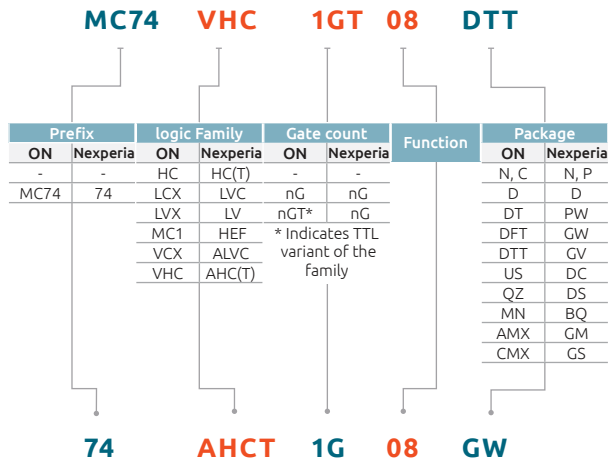 MC74 VHC 1GT 08 DTT
Prefix logic Family Gate count Function Package
ON Nexperia ON Nexperia ON Nexperia ON Nexperia
- - HC HC(T) - - N, C N, P
MC74 74 LCX LVC nG nG D D
LVX LV nGT* nG DT PW
MC1 HEF * Indicates TTL DFT GW
VCX ALVC variant of the DTT GV
VHC AHC(T) family US DC
QZ DS
MN BQ
AMX GM
CMX GS
74 AHCT 1G 08 GW